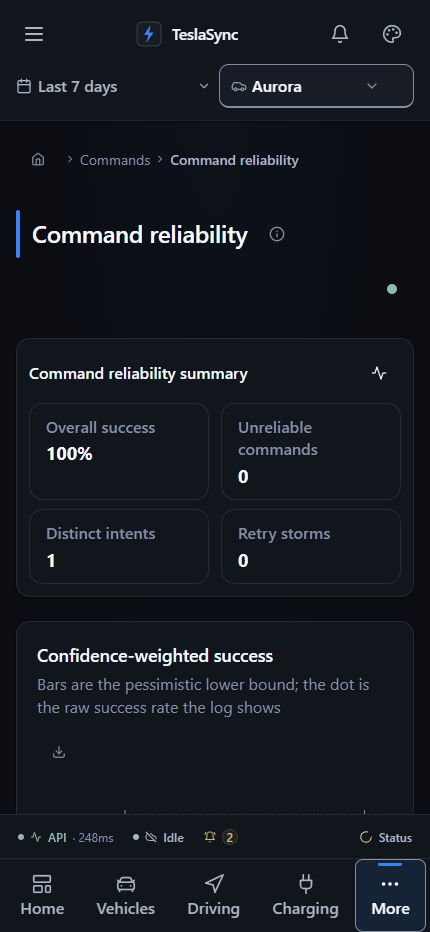 TeslaSync
Last 7 days
Aurora
Commands
Command reliability
Command reliability
Command reliability summary
Overall success
100%
Unreliable
commands
0
Distinct intents
1
Retry storms
0
Confidence-weighted success
Bars are the pessimistic lower bound; the dot is
the raw success rate the log shows
API · 248ms
Idle
2
Status
Home
Vehicles
Driving
Charging
More